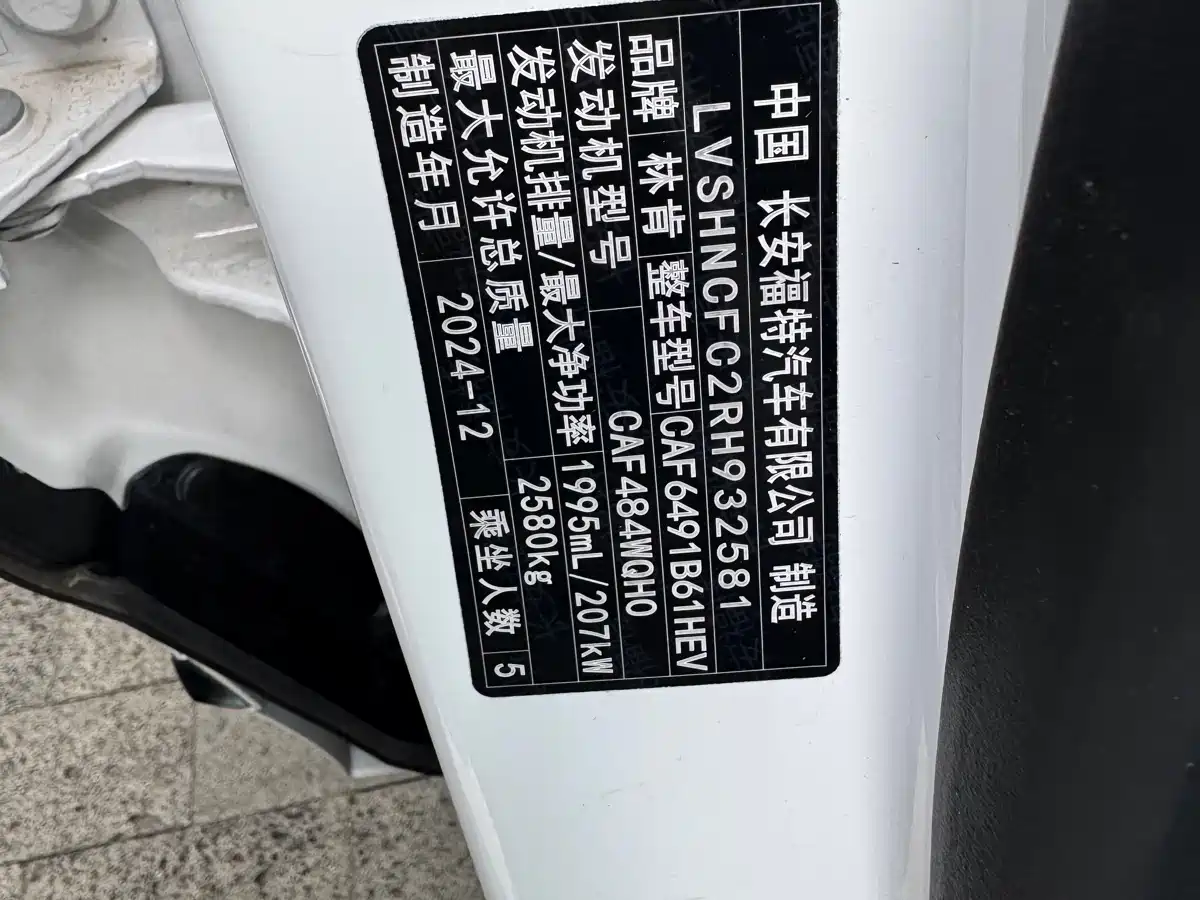 中国 长安福特汽车有限公司 制造
LVSHNCFC2RH932581
品牌 林肯 整车型号 CAF6491B61HEV
发动机型号 CAF484WQH0
发动机排量/最大净功率 1995mL/207kW
最大允许总质量 2580kg
制造年月 2024-12 乘坐人数 5